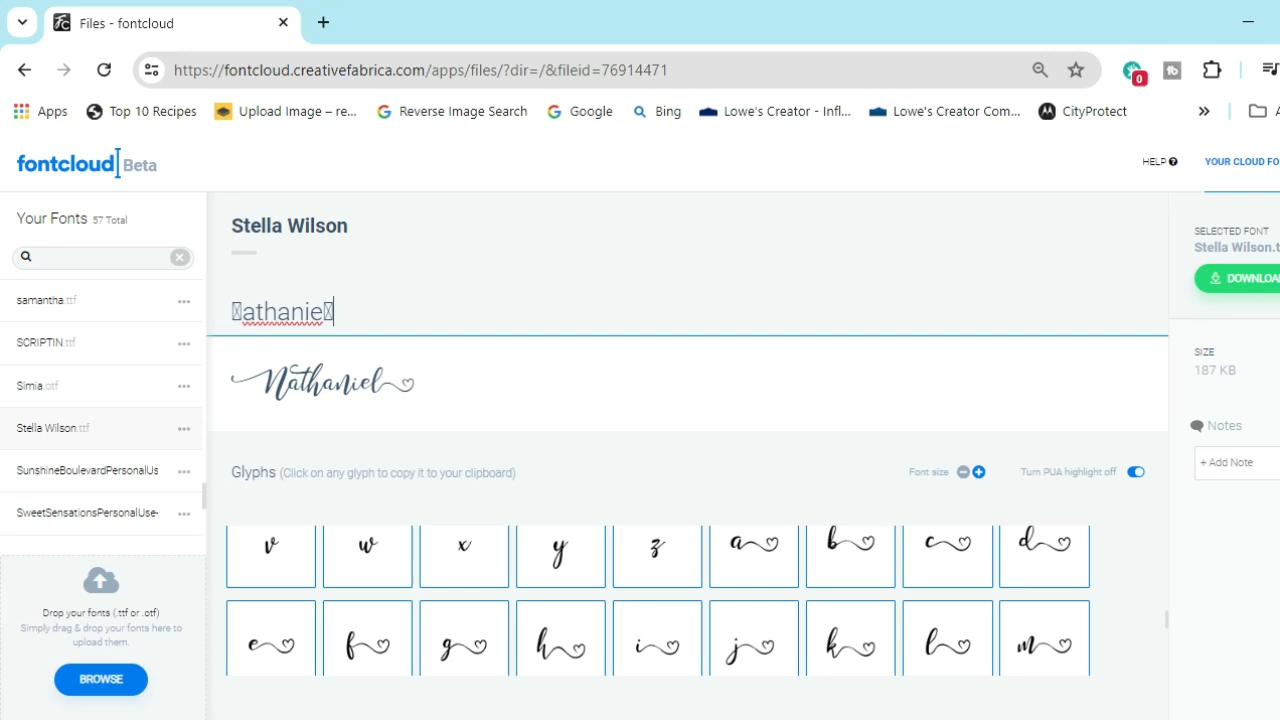 Files - fontcloud
https://fontcloud.creativefabrica.com/apps/files/?dir=/&fileid=76914471
0
Apps Top 10 Recipes Upload Image – re... Reverse Image Search Google Bing Lowe's Creator - Infl... Lowe's Creator Com... CityProtect » A
fontcloud Beta
HELP
YOUR CLOUD FO
Your Fonts 57 Total
samantha.ttf
SCRIPTIN.ttf
Simia.otf
Stella Wilson.ttf
SunshineBoulevardPersonalUs
SweetSensationsPersonalUse-
Drop your fonts (.ttf or .otf)
Simply drag & drop your fonts here to
upload them.
BROWSE
Stella Wilson
▯athanie▯
Nathaniel
Glyphs (Click on any glyph to copy it to your clipboard)
Font size
Turn PUA highlight off
v w x y z a b c d
e f g h i j k l m
SELECTED FONT
Stella Wilson.t
DOWNLOA
SIZE
187 KB
Notes
+ Add Note